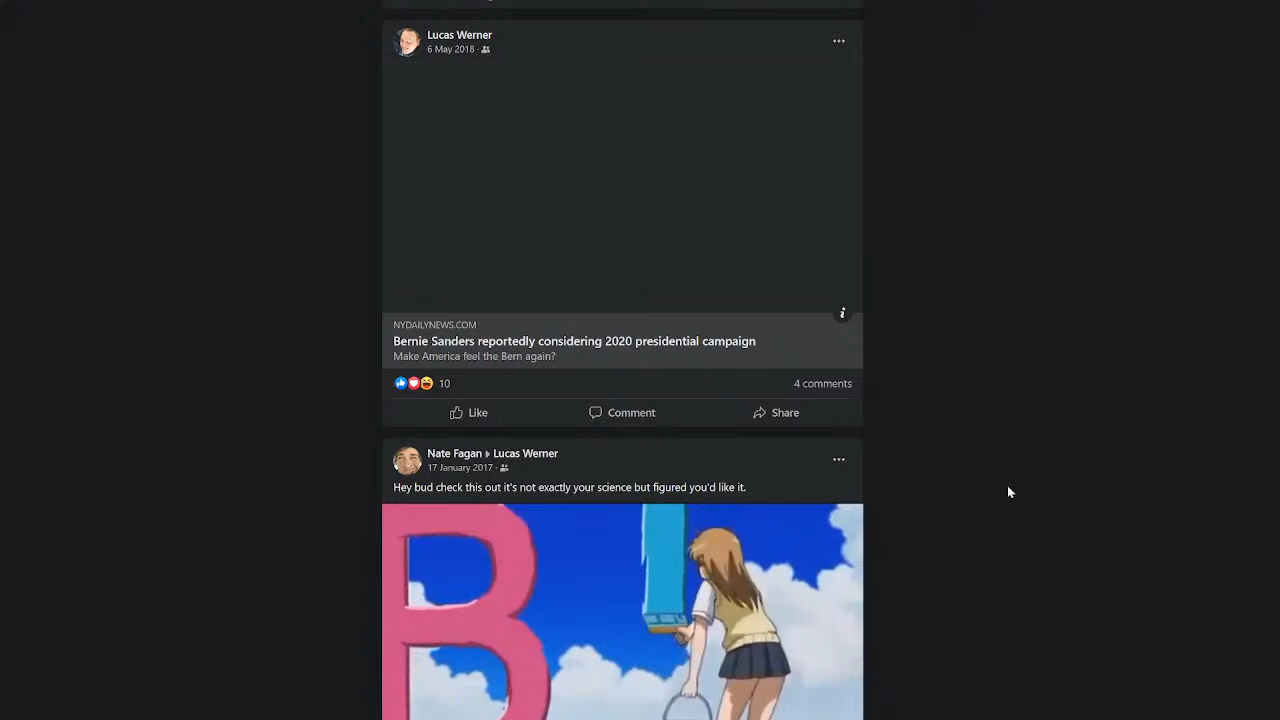 Lucas Werner
6 May 2018
NYDAILYNEWS.COM
Bernie Sanders reportedly considering 2020 presidential campaign
Make America feel the Bern again?
10
4 comments
Like
Comment
Share
Nate Fagan Lucas Werner
17 January 2017
Hey bud check this out it's not exactly your science but figured you'd like it.
B I